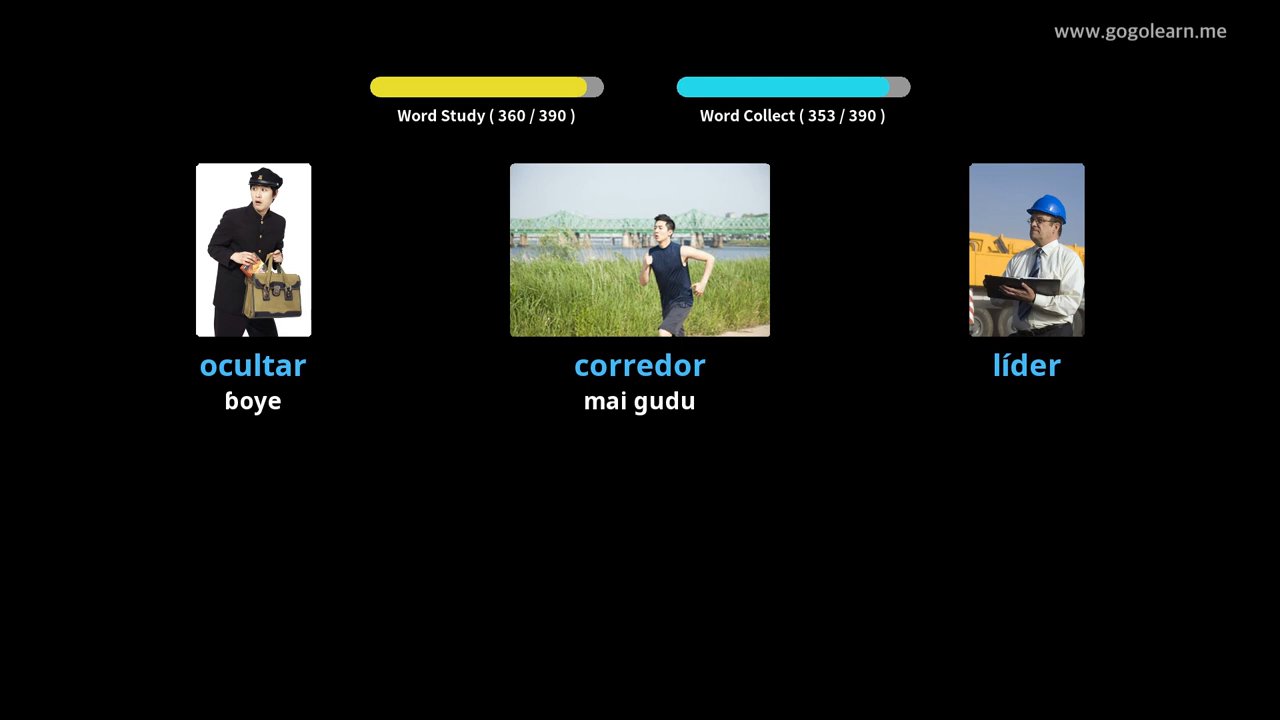 www.gogolearn.me
Word Study ( 360 / 390 )
Word Collect ( 353 / 390 )
ocultar
corredor
líder
ɓoye
mai gudu